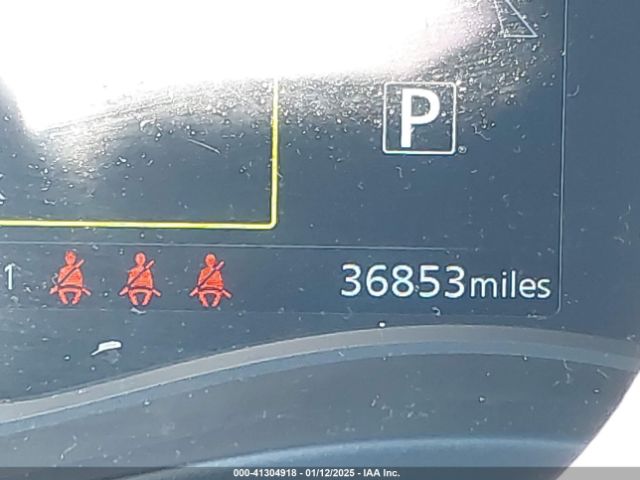 P
1
36853miles
000-41304918 - 01/12/2025 - IAA Inc.